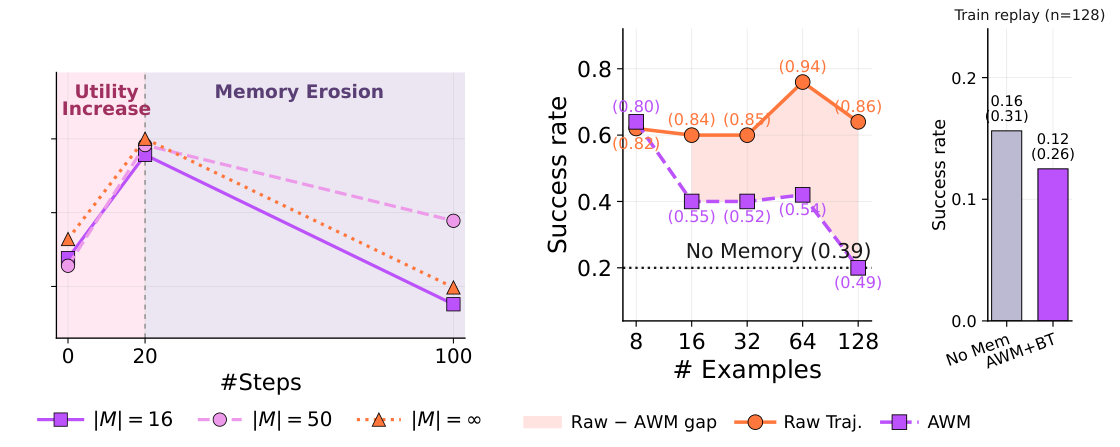 Utility
Increase
Memory Erosion
0
20
100
#Steps
|M| = 16
|M| = 50
|M| = ∞
Success rate
0.8
0.6
0.4
0.2
(0.80)
(0.82)
(0.84)
(0.85)
(0.94)
(0.86)
(0.55)
(0.52)
(0.54)
(0.49)
No Memory (0.39)
8
16
32
64
128
# Examples
Raw − AWM gap
Raw Traj.
AWM
Train replay (n=128)
Success rate
0.2
0.1
0.0
0.16
(0.31)
0.12
(0.26)
No Mem
AWM+BT